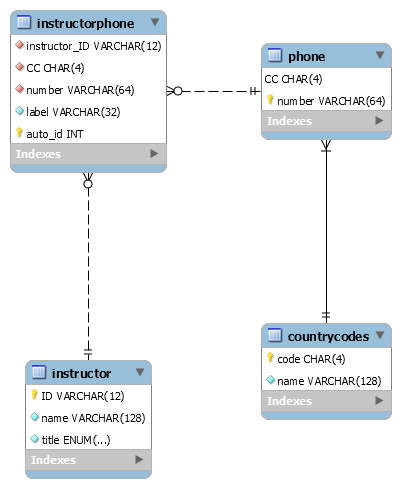 instructorphone
instructor_ID VARCHAR(12)
CC CHAR(4)
number VARCHAR(64)
label VARCHAR(32)
auto_id INT
Indexes
phone
CC CHAR(4)
number VARCHAR(64)
Indexes
instructor
ID VARCHAR(12)
name VARCHAR(128)
title ENUM(...)
Indexes
countrycodes
code CHAR(4)
name VARCHAR(128)
Indexes